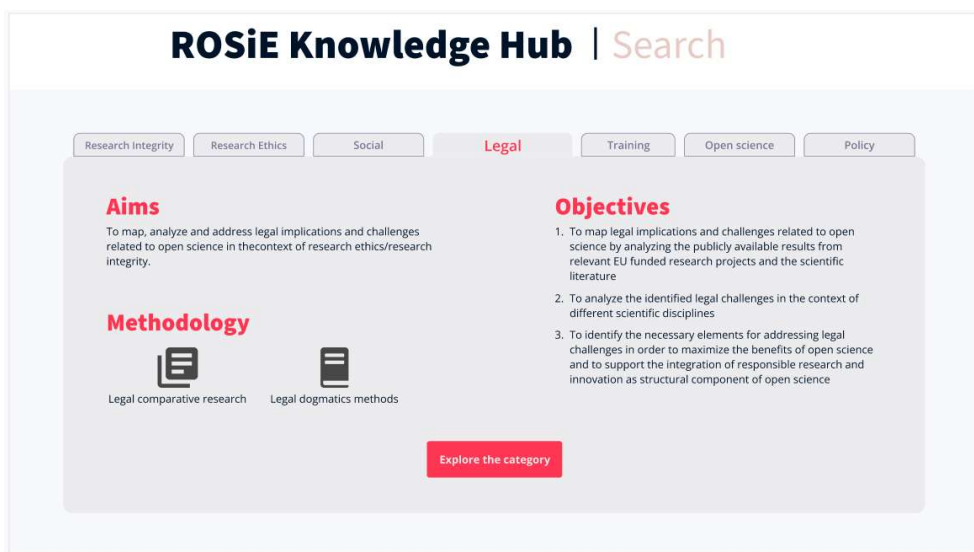 ROSiE Knowledge Hub | Search
Research Integrity
Research Ethics
Social
Legal
Training
Open science
Policy
Aims
To map, analyze and address legal implications and challenges
related to open science in thecontext of research ethics/research
integrity.
Methodology
Legal comparative research
Legal dogmatics methods
Objectives
1. To map legal implications and challenges related to open
science by analyzing the publicly available results from
relevant EU funded research projects and the scientific
literature
2. To analyze the identified legal challenges in the context of
different scientific disciplines
3. To identify the necessary elements for addressing legal
challenges in order to maximize the benefits of open science
and to support the integration of responsible research and
innovation as structural component of open science
Explore the category